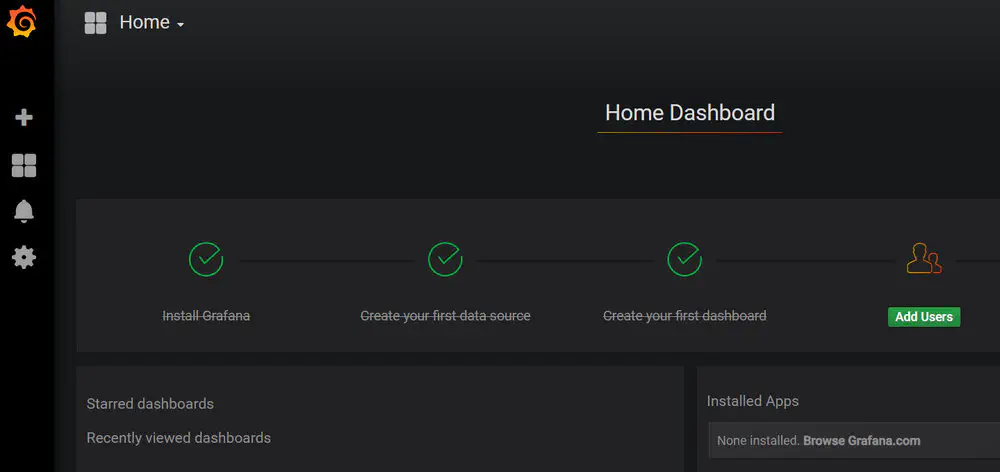 Home
Home Dashboard
Install Grafana
Create your first data source
Create your first dashboard
Add Users
Starred dashboards
Recently viewed dashboards
Installed Apps
None installed. Browse Grafana.com